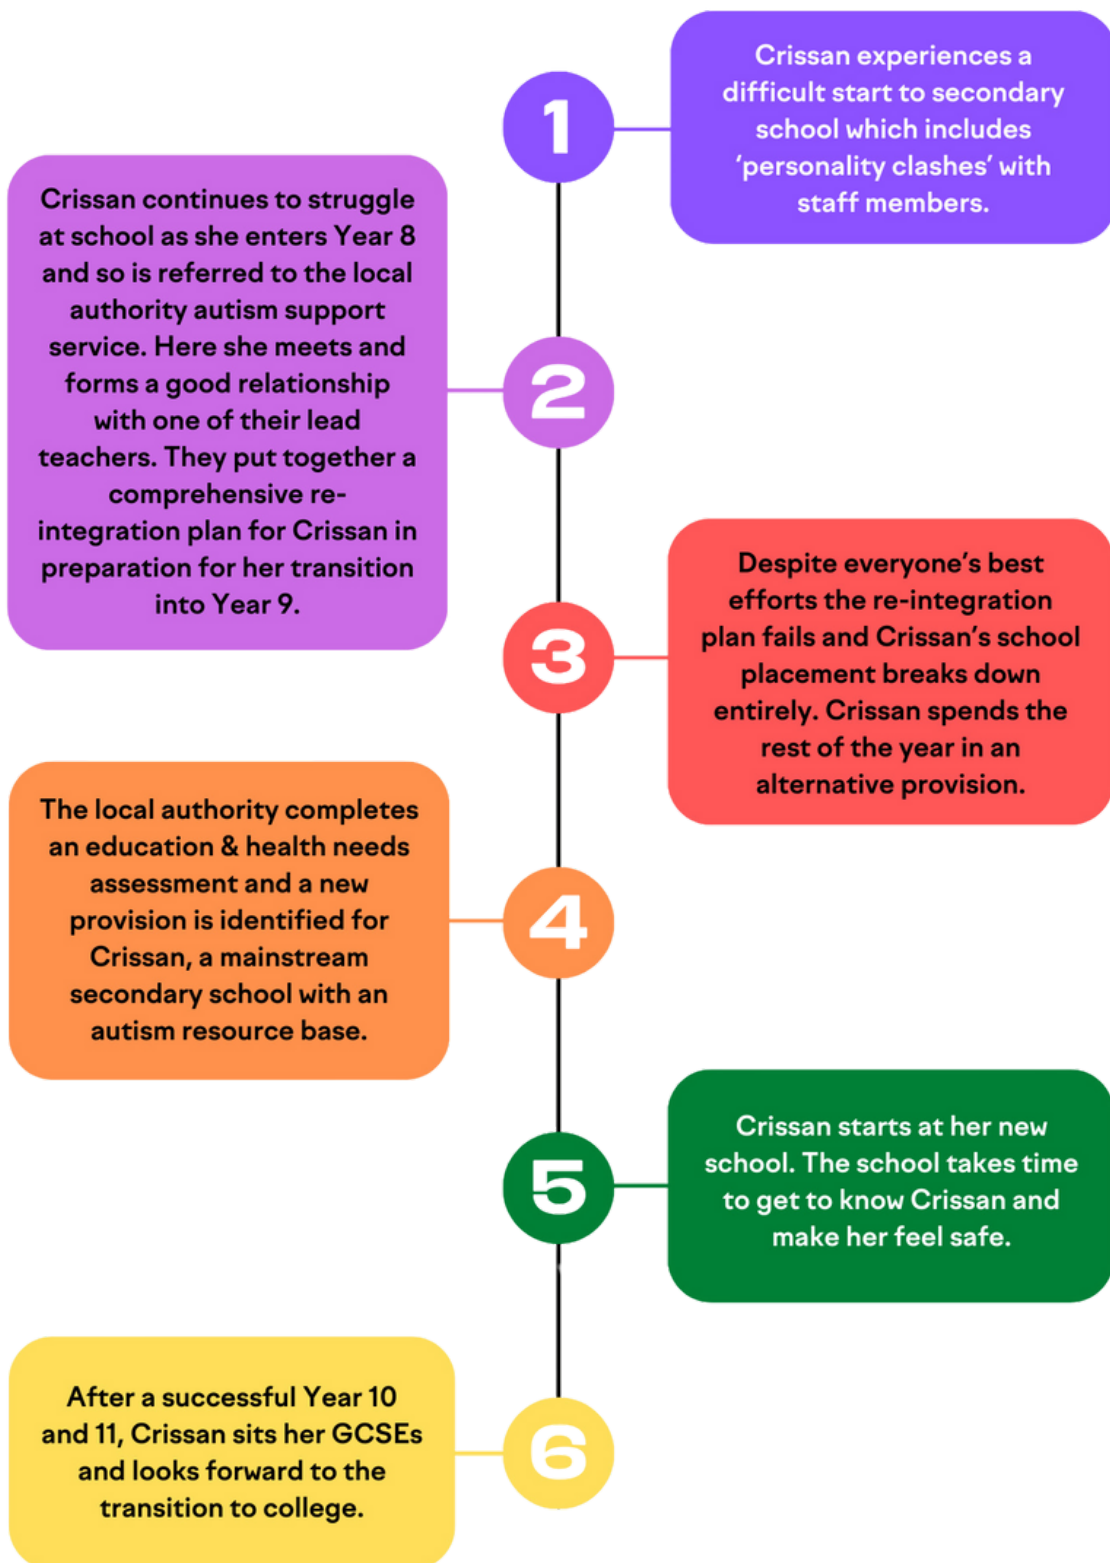 1
Crissan experiences a
difficult start to secondary
school which includes
‘personality clashes’ with
staff members.
2
Crissan continues to struggle
at school as she enters Year 8
and so is referred to the local
authority autism support
service. Here she meets and
forms a good relationship
with one of their lead
teachers. They put together a
comprehensive re-
integration plan for Crissan in
preparation for her transition
into Year 9.
3
Despite everyone’s best
efforts the re-integration
plan fails and Crissan’s school
placement breaks down
entirely. Crissan spends the
rest of the year in an
alternative provision.
4
The local authority completes
an education & health needs
assessment and a new
provision is identified for
Crissan, a mainstream
secondary school with an
autism resource base.
5
Crissan starts at her new
school. The school takes time
to get to know Crissan and
make her feel safe.
6
After a successful Year 10
and 11, Crissan sits her GCSEs
and looks forward to the
transition to college.